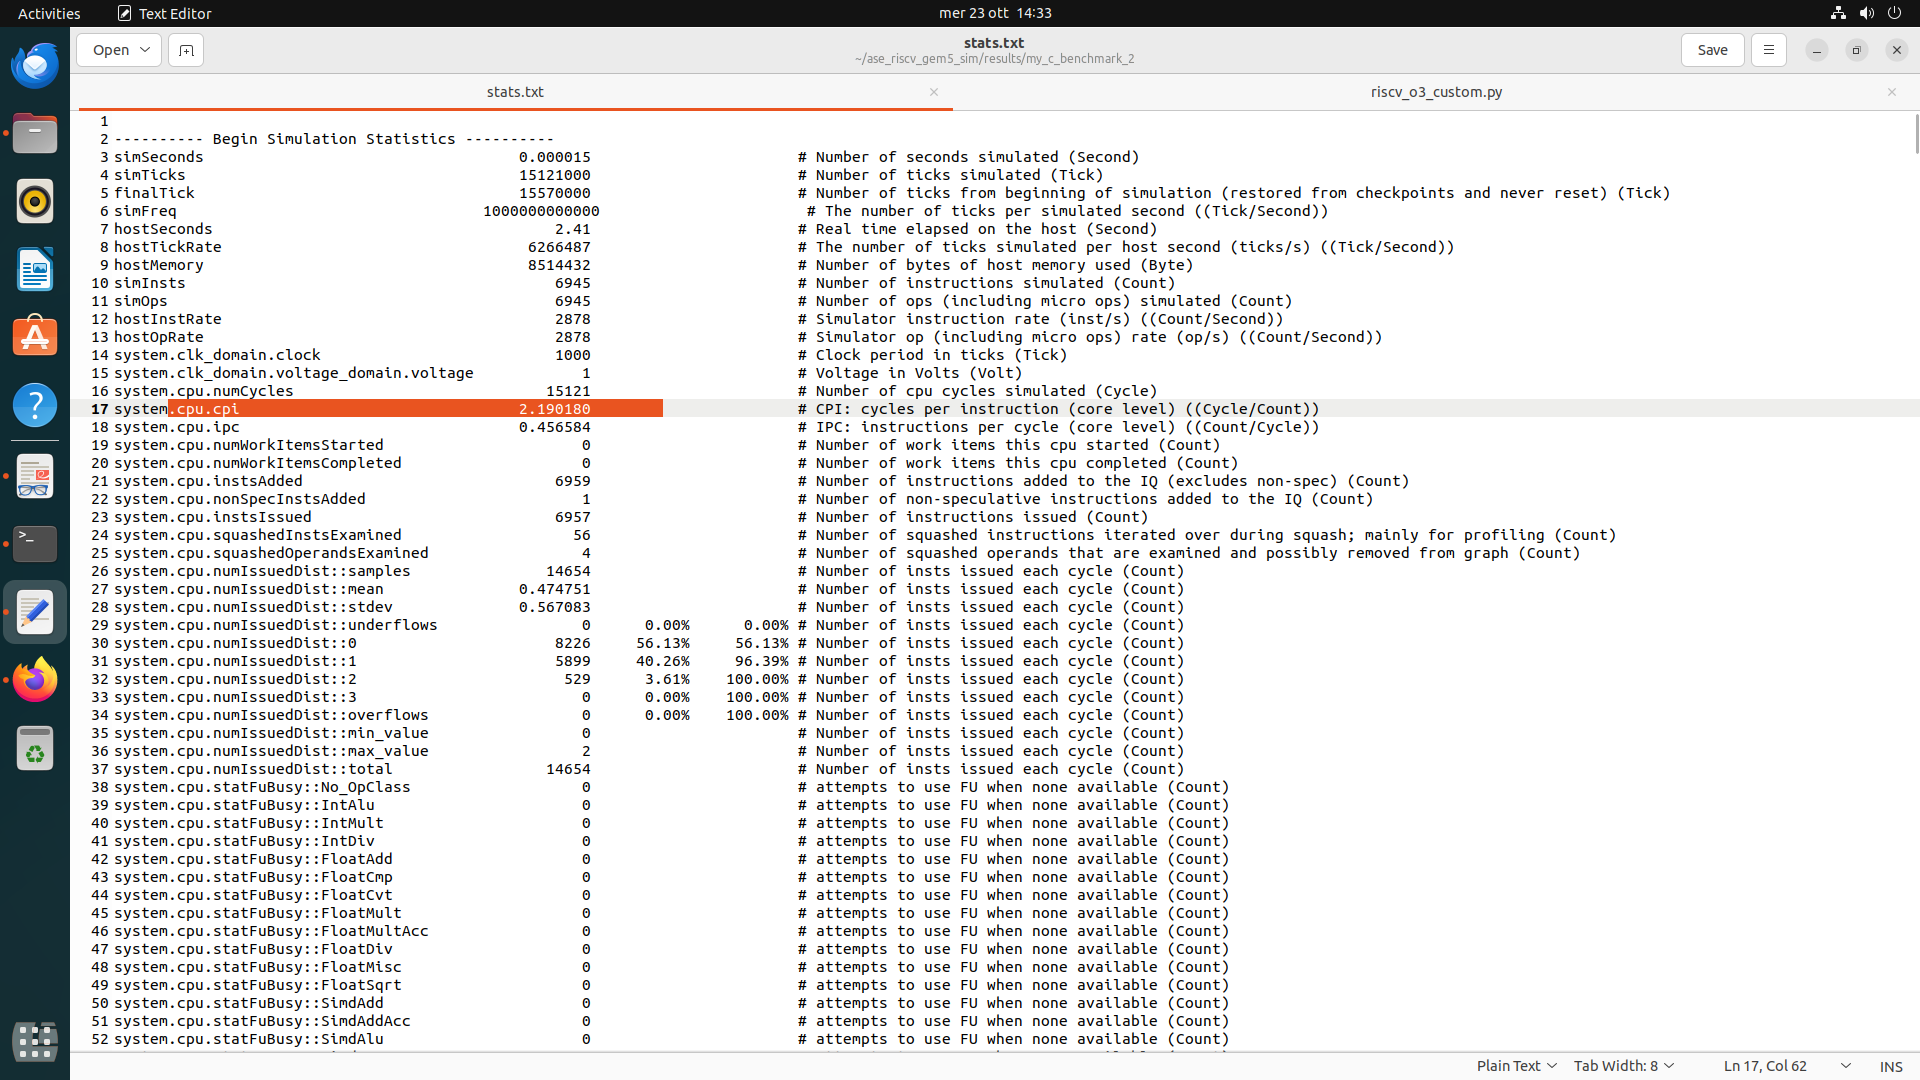 Activities Text Editor mer 23 ott 14:33
Open stats.txt Save
~/ase_riscv_gem5_sim/results/my_c_benchmark_2
stats.txt riscv_o3_custom.py
1
2 ---------- Begin Simulation Statistics ----------
3 simSeconds 0.000015 # Number of seconds simulated (Second)
4 simTicks 15121000 # Number of ticks simulated (Tick)
5 finalTick 15570000 # Number of ticks from beginning of simulation (restored from checkpoints and never reset) (Tick)
6 simFreq 1000000000000 # The number of ticks per simulated second ((Tick/Second))
7 hostSeconds 2.41 # Real time elapsed on the host (Second)
8 hostTickRate 6266487 # The number of ticks simulated per host second (ticks/s) ((Tick/Second))
9 hostMemory 8514432 # Number of bytes of host memory used (Byte)
10 simInsts 6945 # Number of instructions simulated (Count)
11 simOps 6945 # Number of ops (including micro ops) simulated (Count)
12 hostInstRate 2878 # Simulator instruction rate (inst/s) ((Count/Second))
13 hostOpRate 2878 # Simulator op (including micro ops) rate (op/s) ((Count/Second))
14 system.clk_domain.clock 1000 # Clock period in ticks (Tick)
15 system.clk_domain.voltage_domain.voltage 1 # Voltage in Volts (Volt)
16 system.cpu.numCycles 15121 # Number of cpu cycles simulated (Cycle)
17 system.cpu.cpi 2.190180 # CPI: cycles per instruction (core level) ((Cycle/Count))
18 system.cpu.ipc 0.456584 # IPC: instructions per cycle (core level) ((Count/Cycle))
19 system.cpu.numWorkItemsStarted 0 # Number of work items this cpu started (Count)
20 system.cpu.numWorkItemsCompleted 0 # Number of work items this cpu completed (Count)
21 system.cpu.instsAdded 6959 # Number of instructions added to the IQ (excludes non-spec) (Count)
22 system.cpu.nonSpecInstsAdded 1 # Number of non-speculative instructions added to the IQ (Count)
23 system.cpu.instsIssued 6957 # Number of instructions issued (Count)
24 system.cpu.squashedInstsExamined 56 # Number of squashed instructions iterated over during squash; mainly for profiling (Count)
25 system.cpu.squashedOperandsExamined 4 # Number of squashed operands that are examined and possibly removed from graph (Count)
26 system.cpu.numIssuedDist::samples 14654 # Number of insts issued each cycle (Count)
27 system.cpu.numIssuedDist::mean 0.474751 # Number of insts issued each cycle (Count)
28 system.cpu.numIssuedDist::stdev 0.567083 # Number of insts issued each cycle (Count)
29 system.cpu.numIssuedDist::underflows 0 0.00% 0.00% # Number of insts issued each cycle (Count)
30 system.cpu.numIssuedDist::0 8226 56.13% 56.13% # Number of insts issued each cycle (Count)
31 system.cpu.numIssuedDist::1 5899 40.26% 96.39% # Number of insts issued each cycle (Count)
32 system.cpu.numIssuedDist::2 529 3.61% 100.00% # Number of insts issued each cycle (Count)
33 system.cpu.numIssuedDist::3 0 0.00% 100.00% # Number of insts issued each cycle (Count)
34 system.cpu.numIssuedDist::overflows 0 0.00% 100.00% # Number of insts issued each cycle (Count)
35 system.cpu.numIssuedDist::min_value 0 # Number of insts issued each cycle (Count)
36 system.cpu.numIssuedDist::max_value 2 # Number of insts issued each cycle (Count)
37 system.cpu.numIssuedDist::total 14654 # Number of insts issued each cycle (Count)
38 system.cpu.statFuBusy::No_OpClass 0 # attempts to use FU when none available (Count)
39 system.cpu.statFuBusy::IntAlu 0 # attempts to use FU when none available (Count)
40 system.cpu.statFuBusy::IntMult 0 # attempts to use FU when none available (Count)
41 system.cpu.statFuBusy::IntDiv 0 # attempts to use FU when none available (Count)
42 system.cpu.statFuBusy::FloatAdd 0 # attempts to use FU when none available (Count)
43 system.cpu.statFuBusy::FloatCmp 0 # attempts to use FU when none available (Count)
44 system.cpu.statFuBusy::FloatCvt 0 # attempts to use FU when none available (Count)
45 system.cpu.statFuBusy::FloatMult 0 # attempts to use FU when none available (Count)
46 system.cpu.statFuBusy::FloatMultAcc 0 # attempts to use FU when none available (Count)
47 system.cpu.statFuBusy::FloatDiv 0 # attempts to use FU when none available (Count)
48 system.cpu.statFuBusy::FloatMisc 0 # attempts to use FU when none available (Count)
49 system.cpu.statFuBusy::FloatSqrt 0 # attempts to use FU when none available (Count)
50 system.cpu.statFuBusy::SimdAdd 0 # attempts to use FU when none available (Count)
51 system.cpu.statFuBusy::SimdAddAcc 0 # attempts to use FU when none available (Count)
52 system.cpu.statFuBusy::SimdAlu 0 # attempts to use FU when none available (Count)
Plain Text Tab Width: 8 Ln 17, Col 62 INS